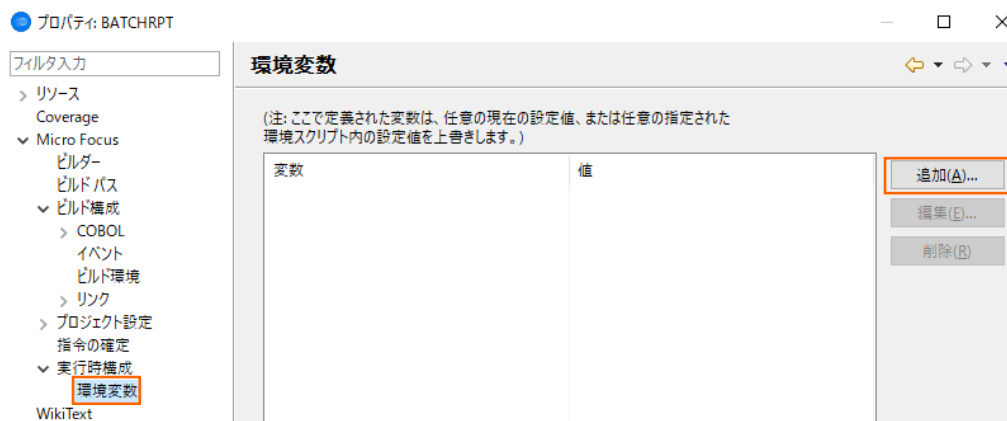 プロパティ: BATCHRPT
フィルタ入力
リソース
Coverage
Micro Focus
ビルダー
ビルド パス
ビルド構成
COBOL
イベント
ビルド環境
リンク
プロジェクト設定
指令の確定
実行時構成
環境変数
WikiText
環境変数
(注: ここで定義された変数は、任意の現在の設定値、または任意の指定された
環境スクリプト内の設定値を上書きします。)
変数 値
追加(A)...
編集(E)...
削除(R)